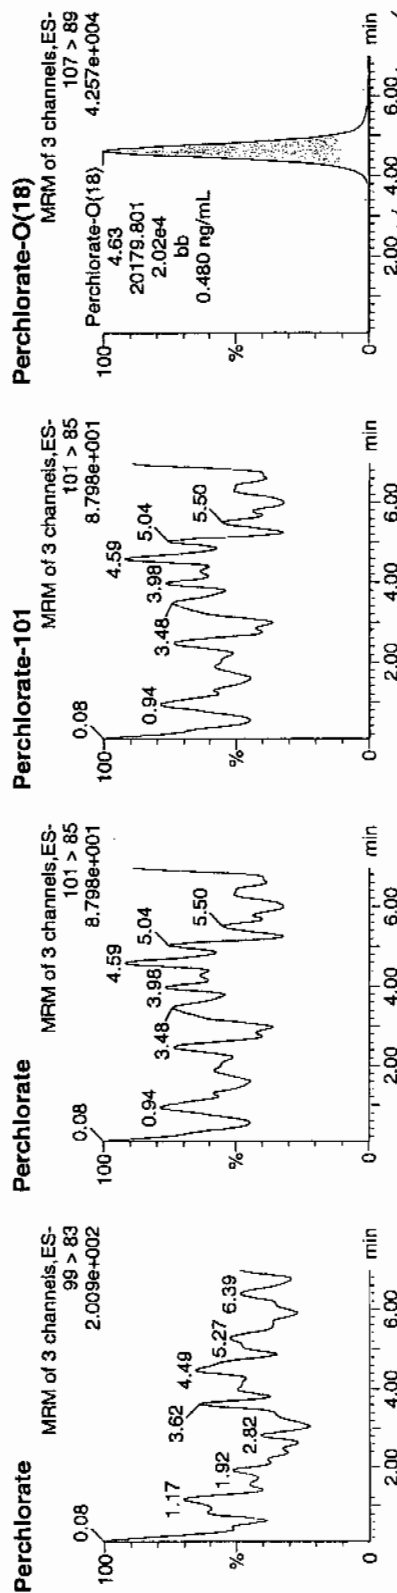 Perchlorate
MRM of 3 channels,ES-
99 > 83
2.009e+002
100
%
0
0.08
1.17
1.92
2.82
3.62
4.49
5.27
6.39
2.00
4.00
6.00
min
Perchlorate
MRM of 3 channels,ES-
101 > 85
8.798e+001
100
%
0
0.08
0.94
3.48
3.98
4.59
5.04
5.50
2.00
4.00
6.00
min
Perchlorate-101
MRM of 3 channels,ES-
101 > 85
8.798e+001
100
%
0
0.08
0.94
3.48
3.98
4.59
5.04
5.50
2.00
4.00
6.00
min
Perchlorate-O(18)
MRM of 3 channels,ES-
107 > 89
4.257e+004
100
%
0
Perchlorate-O(18)
4.63
20179.801
2.02e4
bb
0.480 ng/mL
2.00
4.00
6.00
min